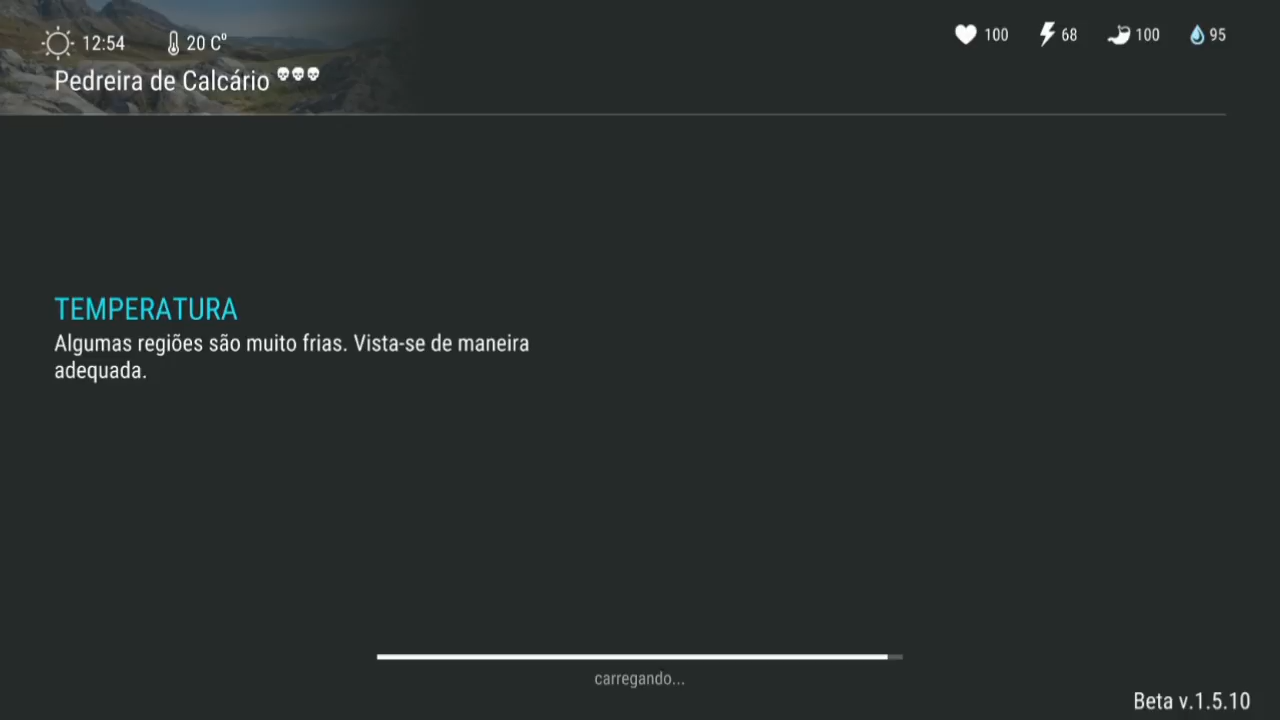 12:54 20 C°
100 68 100 95
Pedreira de Calcário
TEMPERATURA
Algumas regiões são muito frias. Vista-se de maneira
adequada.
carregando...
Beta v.1.5.10